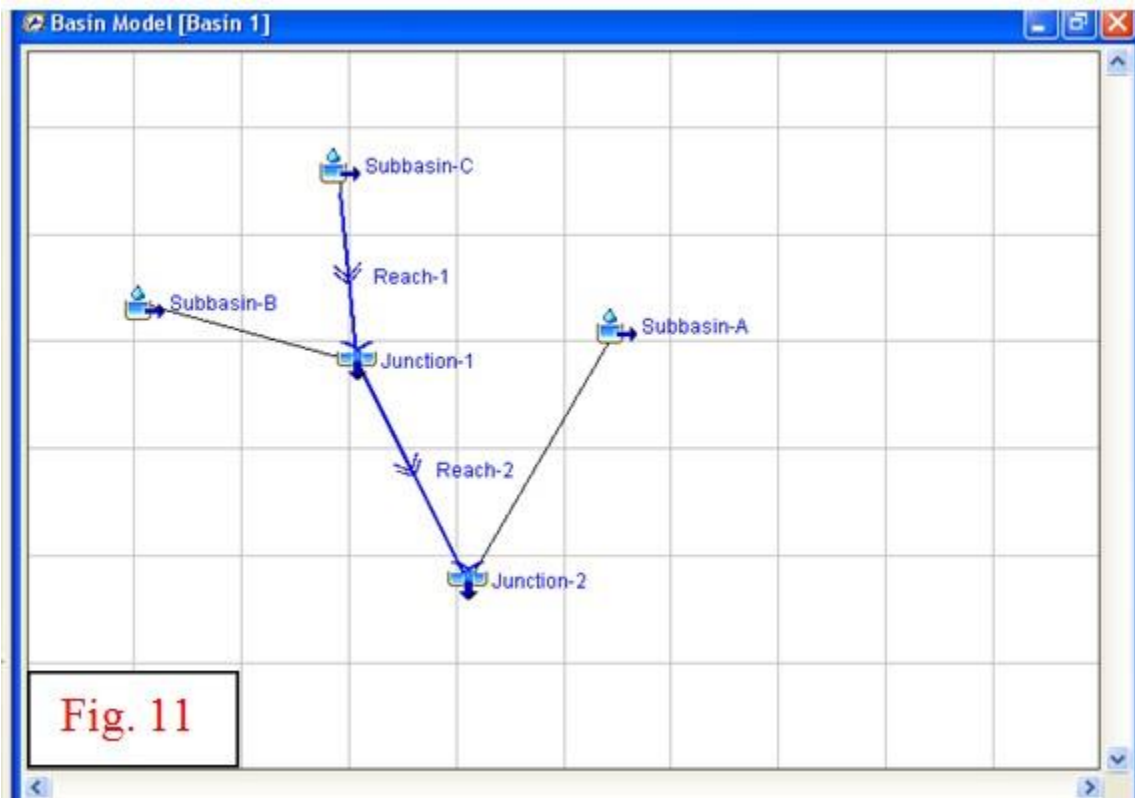 Basin Model [Basin 1]
Subbasin-C
Reach-1
Subbasin-B
Subbasin-A
Junction-1
Reach-2
Junction-2
Fig. 11